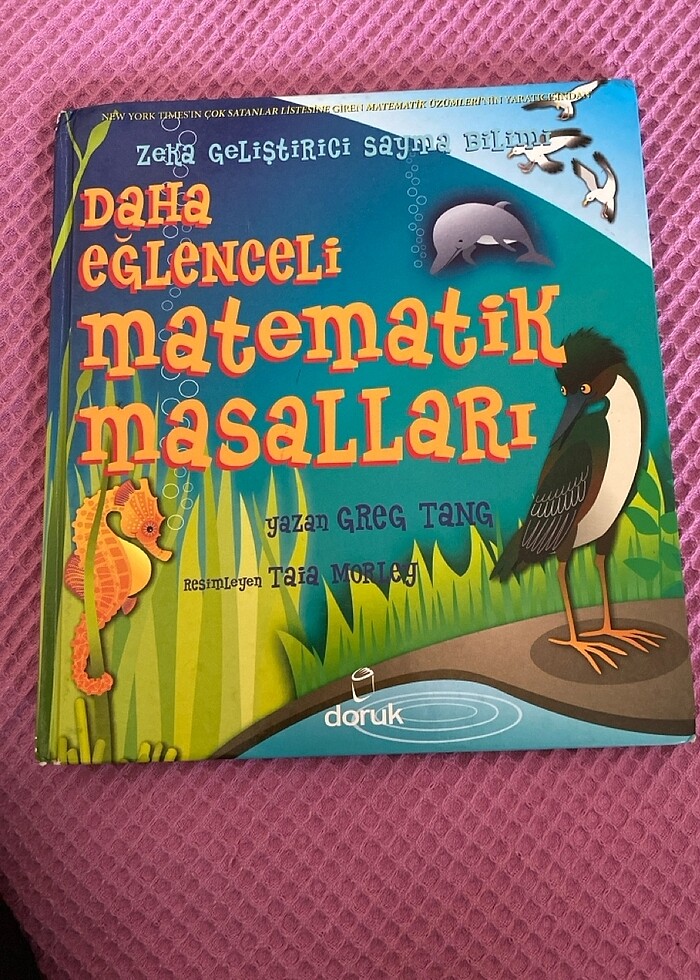 NEW YORK TIMES'IN ÇOK SATANLAR LİSTESİNE GİREN MATEMATİK ÜZÜMLERİ'NİN YARATICISINDAN
Zeka Geliştirici Sayma Bilimi
Daha
eğlenceli
matematik
masalları
yazan Greg Tang
Resimleyen Taia Morley
doruk